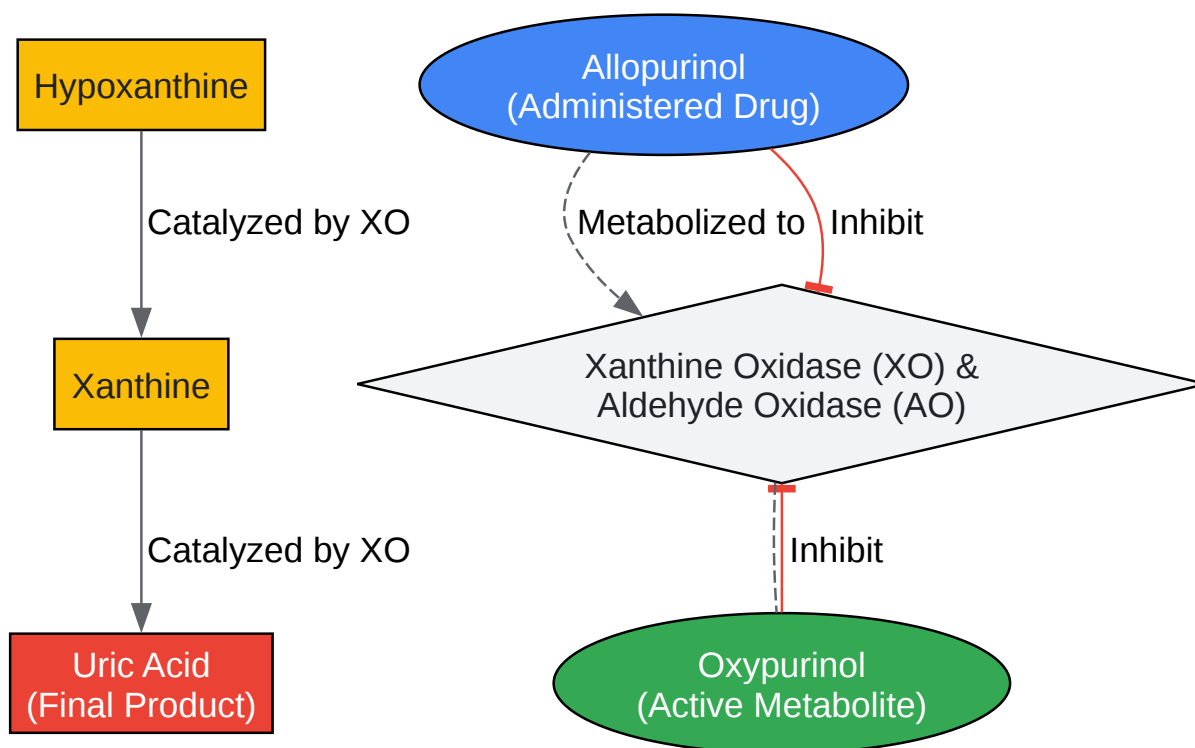 Hypoxanthine
Allopurinol
(Administered Drug)
Catalyzed by XO
Metabolized to
Inhibit
Xanthine
Xanthine Oxidase (XO) &
Aldehyde Oxidase (AO)
Catalyzed by XO
Inhibit
Uric Acid
(Final Product)
Oxypurinol
(Active Metabolite)